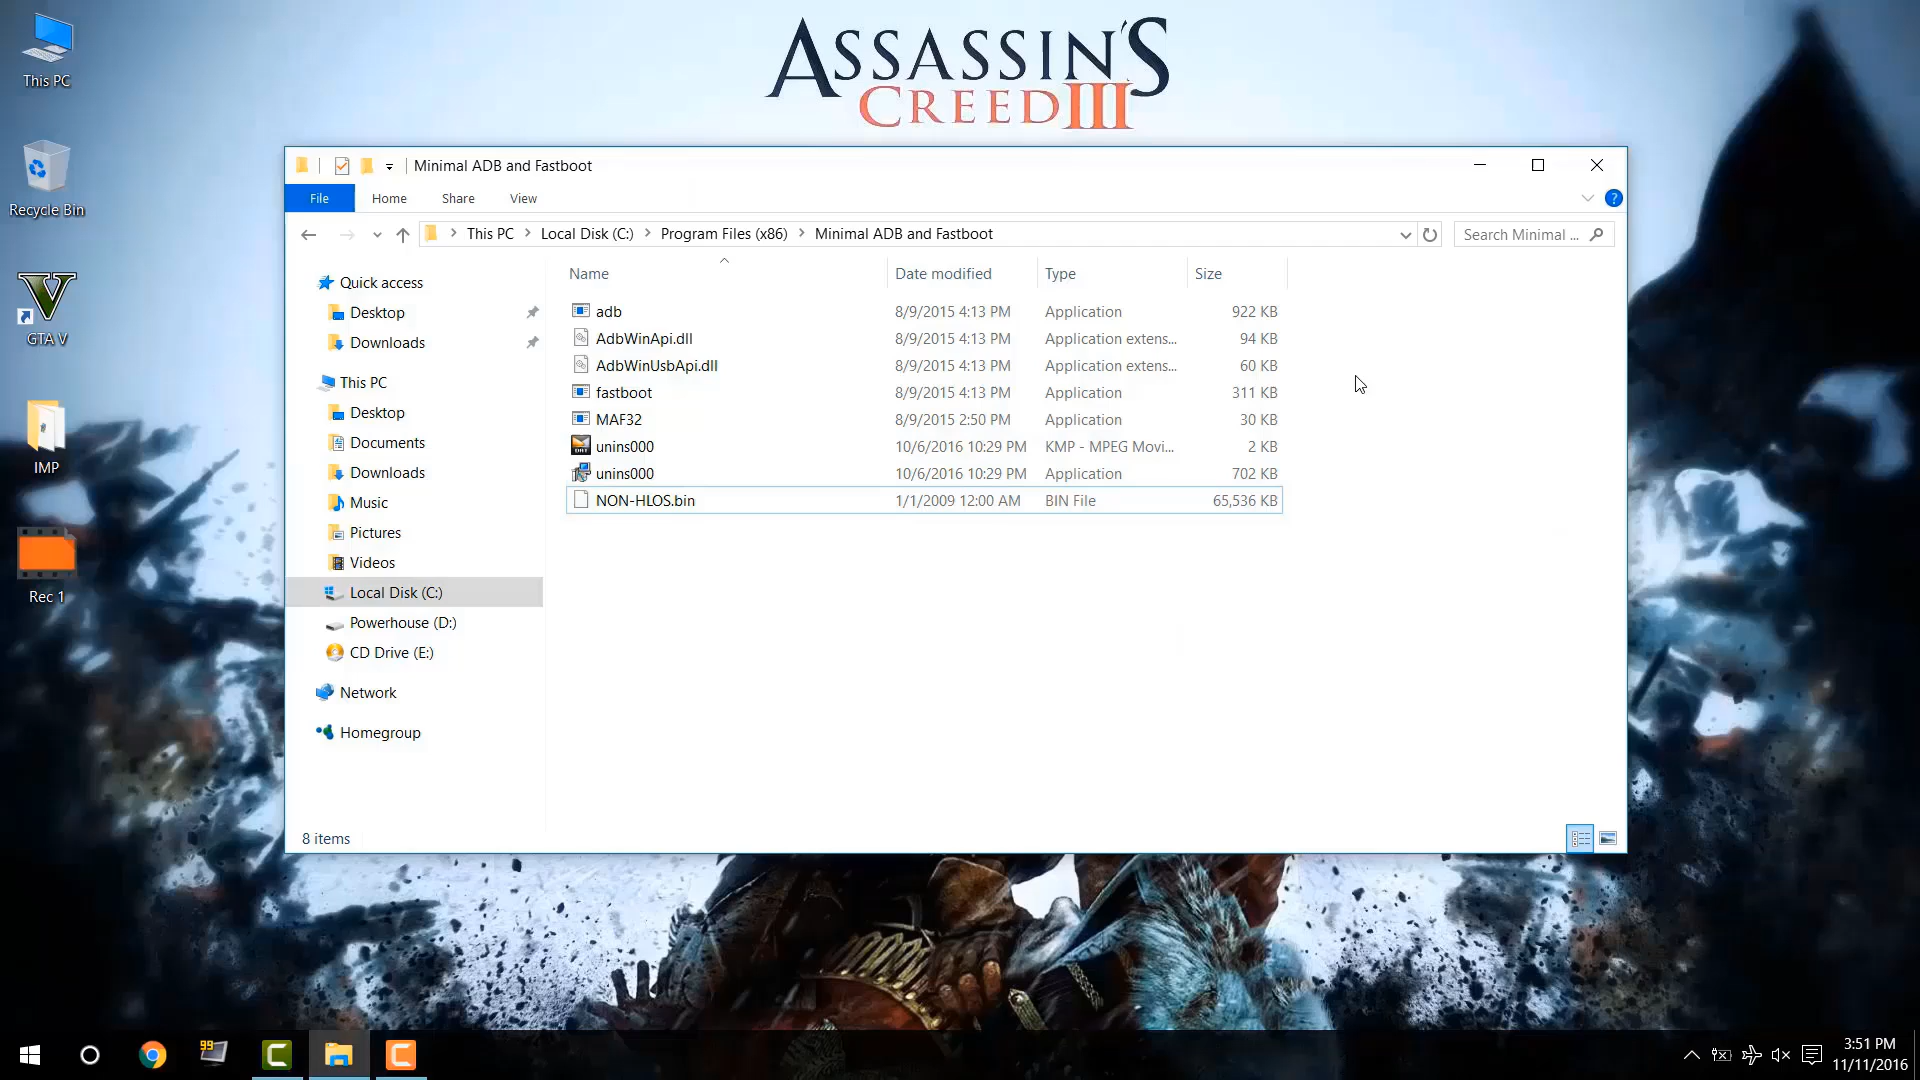 ASSASSIN'S
CREED III
This PC
Recycle Bin
GTA V
IMP
Rec 1
Minimal ADB and Fastboot
File Home Share View
This PC Local Disk (C:) Program Files (x86) Minimal ADB and Fastboot
Search Minimal ...
Quick access
Desktop
Downloads
This PC
Desktop
Documents
Downloads
Music
Pictures
Videos
Local Disk (C:)
Powerhouse (D:)
CD Drive (E:)
Network
Homegroup
Name Date modified Type Size
adb 8/9/2015 4:13 PM Application 922 KB
AdbWinApi.dll 8/9/2015 4:13 PM Application extens... 94 KB
AdbWinUsbApi.dll 8/9/2015 4:13 PM Application extens... 60 KB
fastboot 8/9/2015 4:13 PM Application 311 KB
MAF32 8/9/2015 2:50 PM Application 30 KB
unins000 10/6/2016 10:29 PM KMP - MPEG Movi... 2 KB
unins000 10/6/2016 10:29 PM Application 702 KB
NON-HLOS.bin 1/1/2009 12:00 AM BIN File 65,536 KB
8 items
99
3:51 PM
11/11/2016